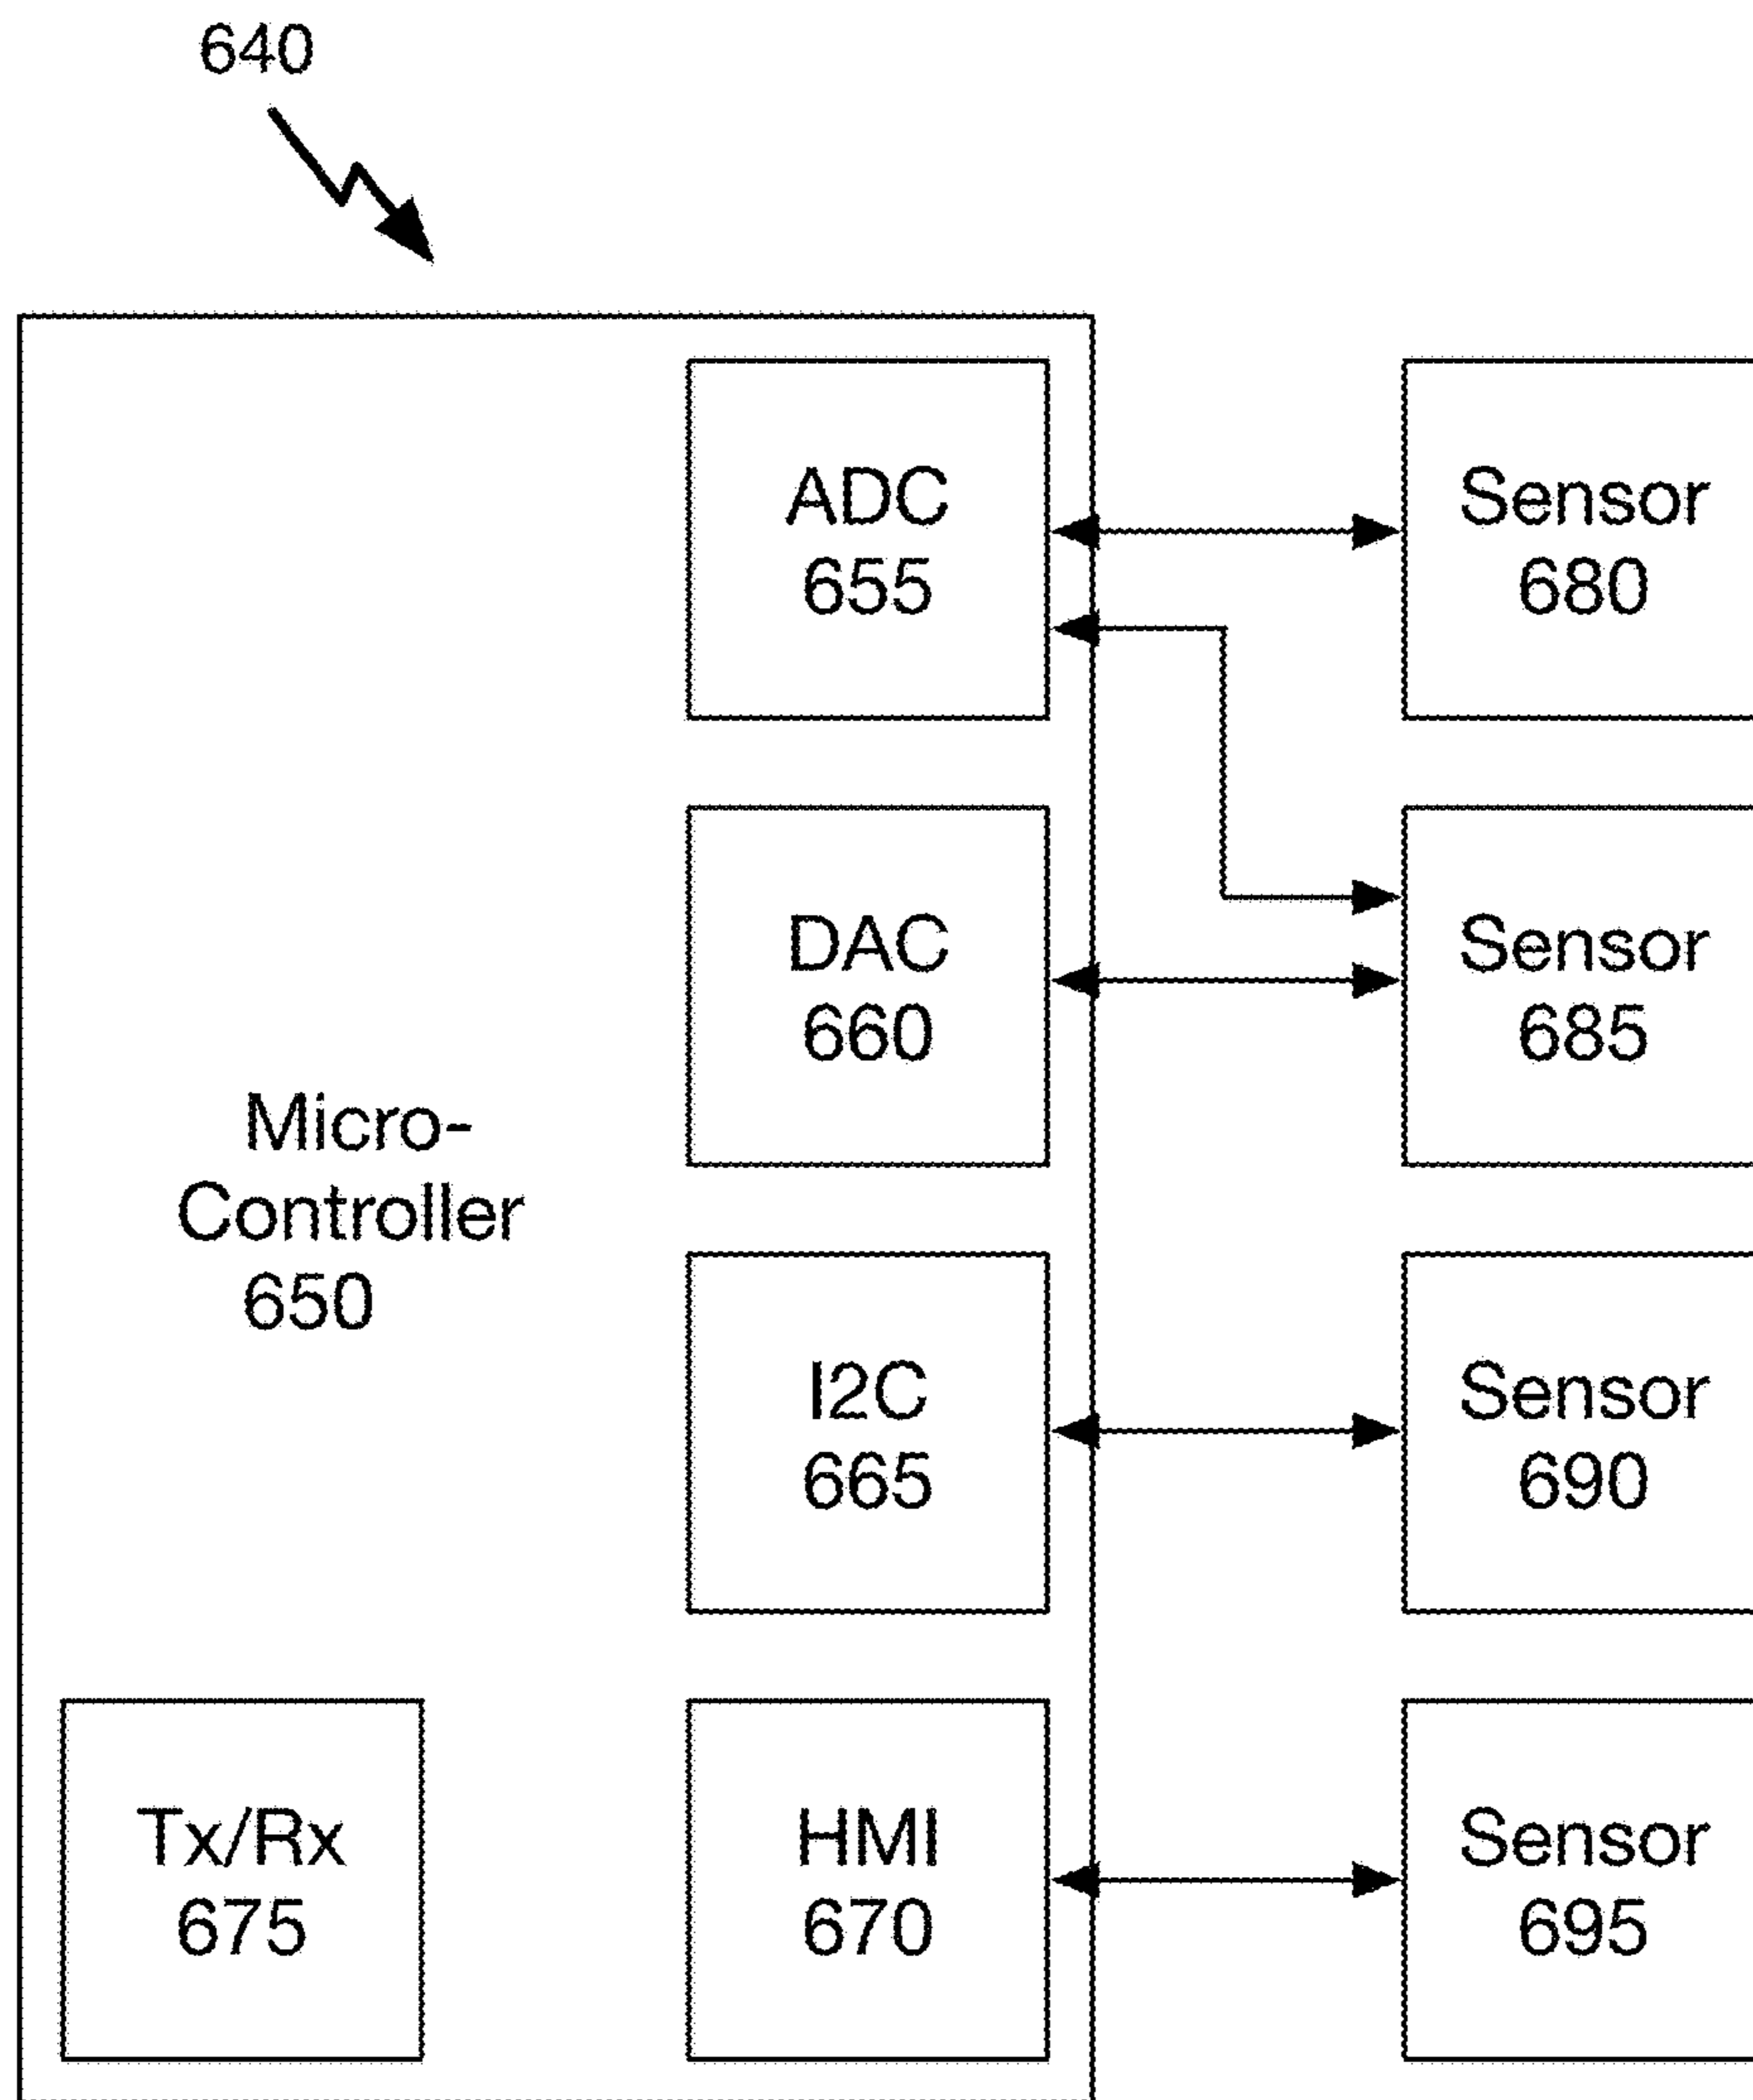 640
ADC
655
Sensor
680
DAC
660
Sensor
685
Micro-
Controller
650
I2C
665
Sensor
690
Tx/Rx
675
HMI
670
Sensor
695